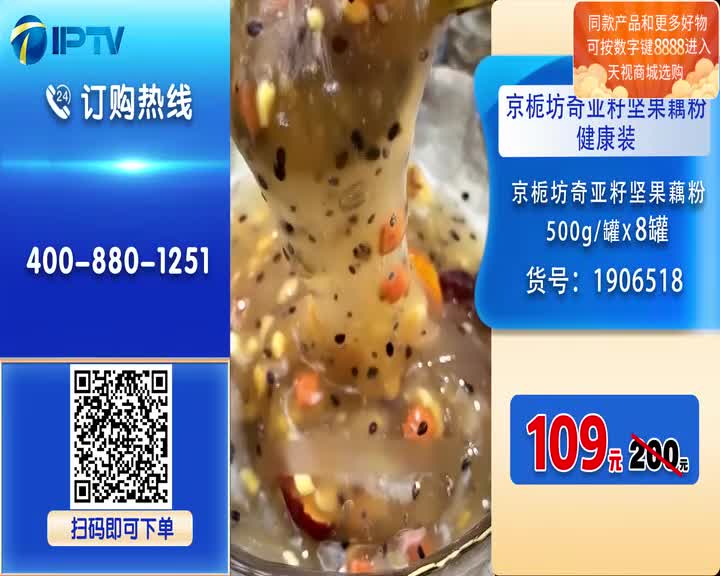 IPTV
24
订购热线
400-880-1251
扫码即可下单
同款产品和更多好物
可按数字键8888进入
天视商城选购
京栀坊奇亚籽坚果藕粉
健康装
京栀坊奇亚籽坚果藕粉
500g/罐x8罐
货号：1906518
109元 200元